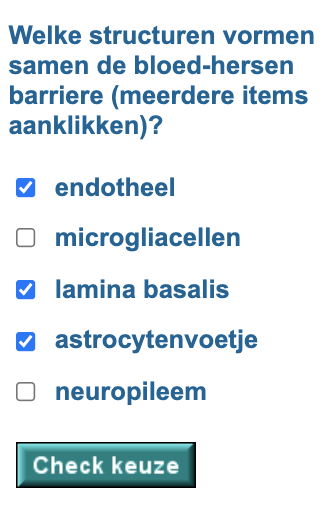 Welke structuren vormen
samen de bloed-hersen
barriere (meerdere items
aanklikken)?
endotheel
microgliacellen
lamina basalis
astrocytenvoetje
neuropileem
Check keuze